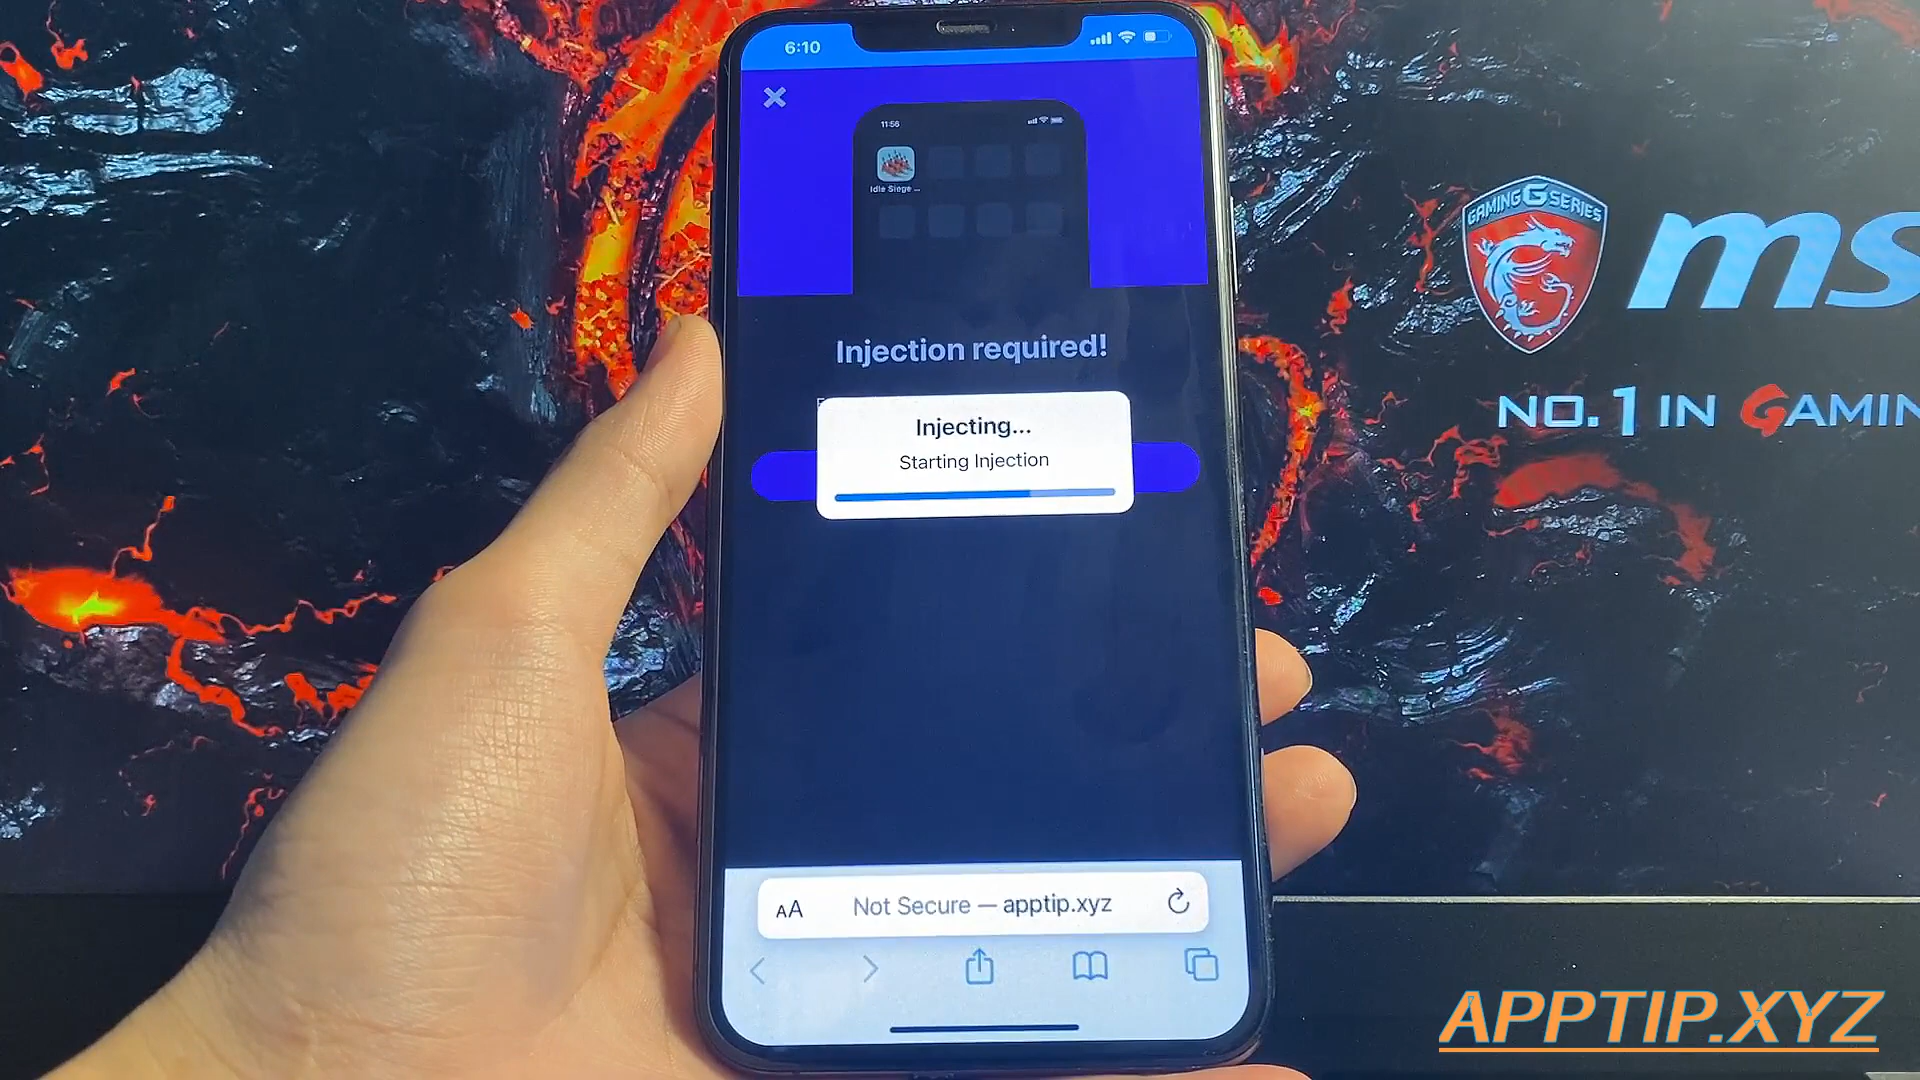 6:10
11:56
Idle Siege ...
Injection required!
Injecting...
Starting Injection
AA
Not Secure — apptip.xyz
GAMING G SERIES
ms
NO.1 IN GAMIN
APPTIP.XYZ